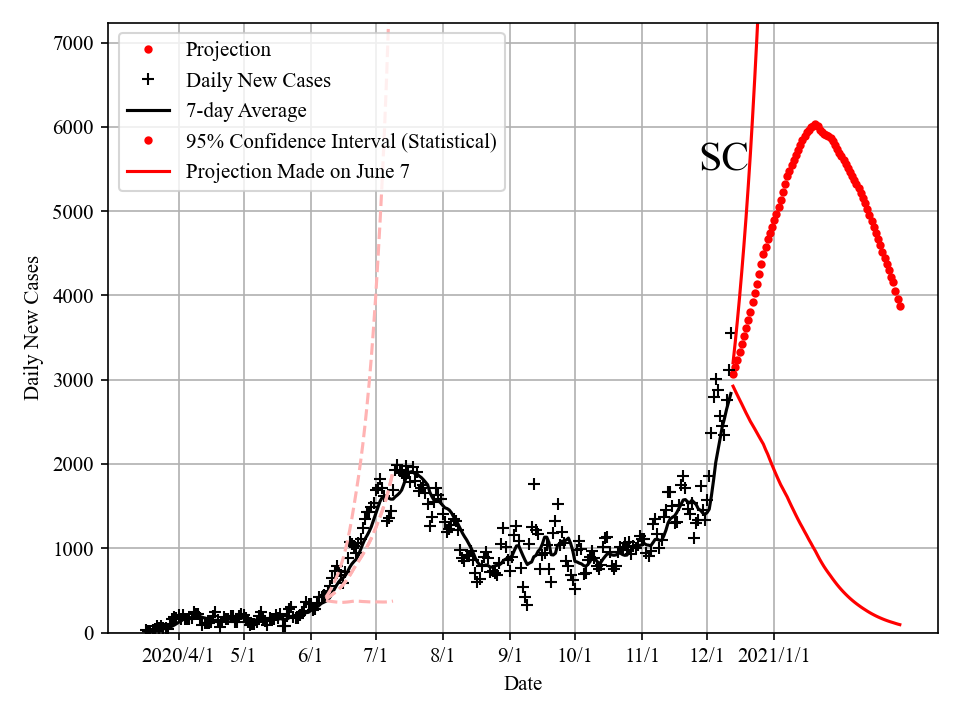 7000
6000
5000
4000
3000
2000
1000
0
Daily New Cases
Projection
Daily New Cases
7-day Average
95% Confidence Interval (Statistical)
Projection Made on June 7
SC
2020/4/1 5/1 6/1 7/1 8/1 9/1 10/1 11/1 12/1 2021/1/1
Date